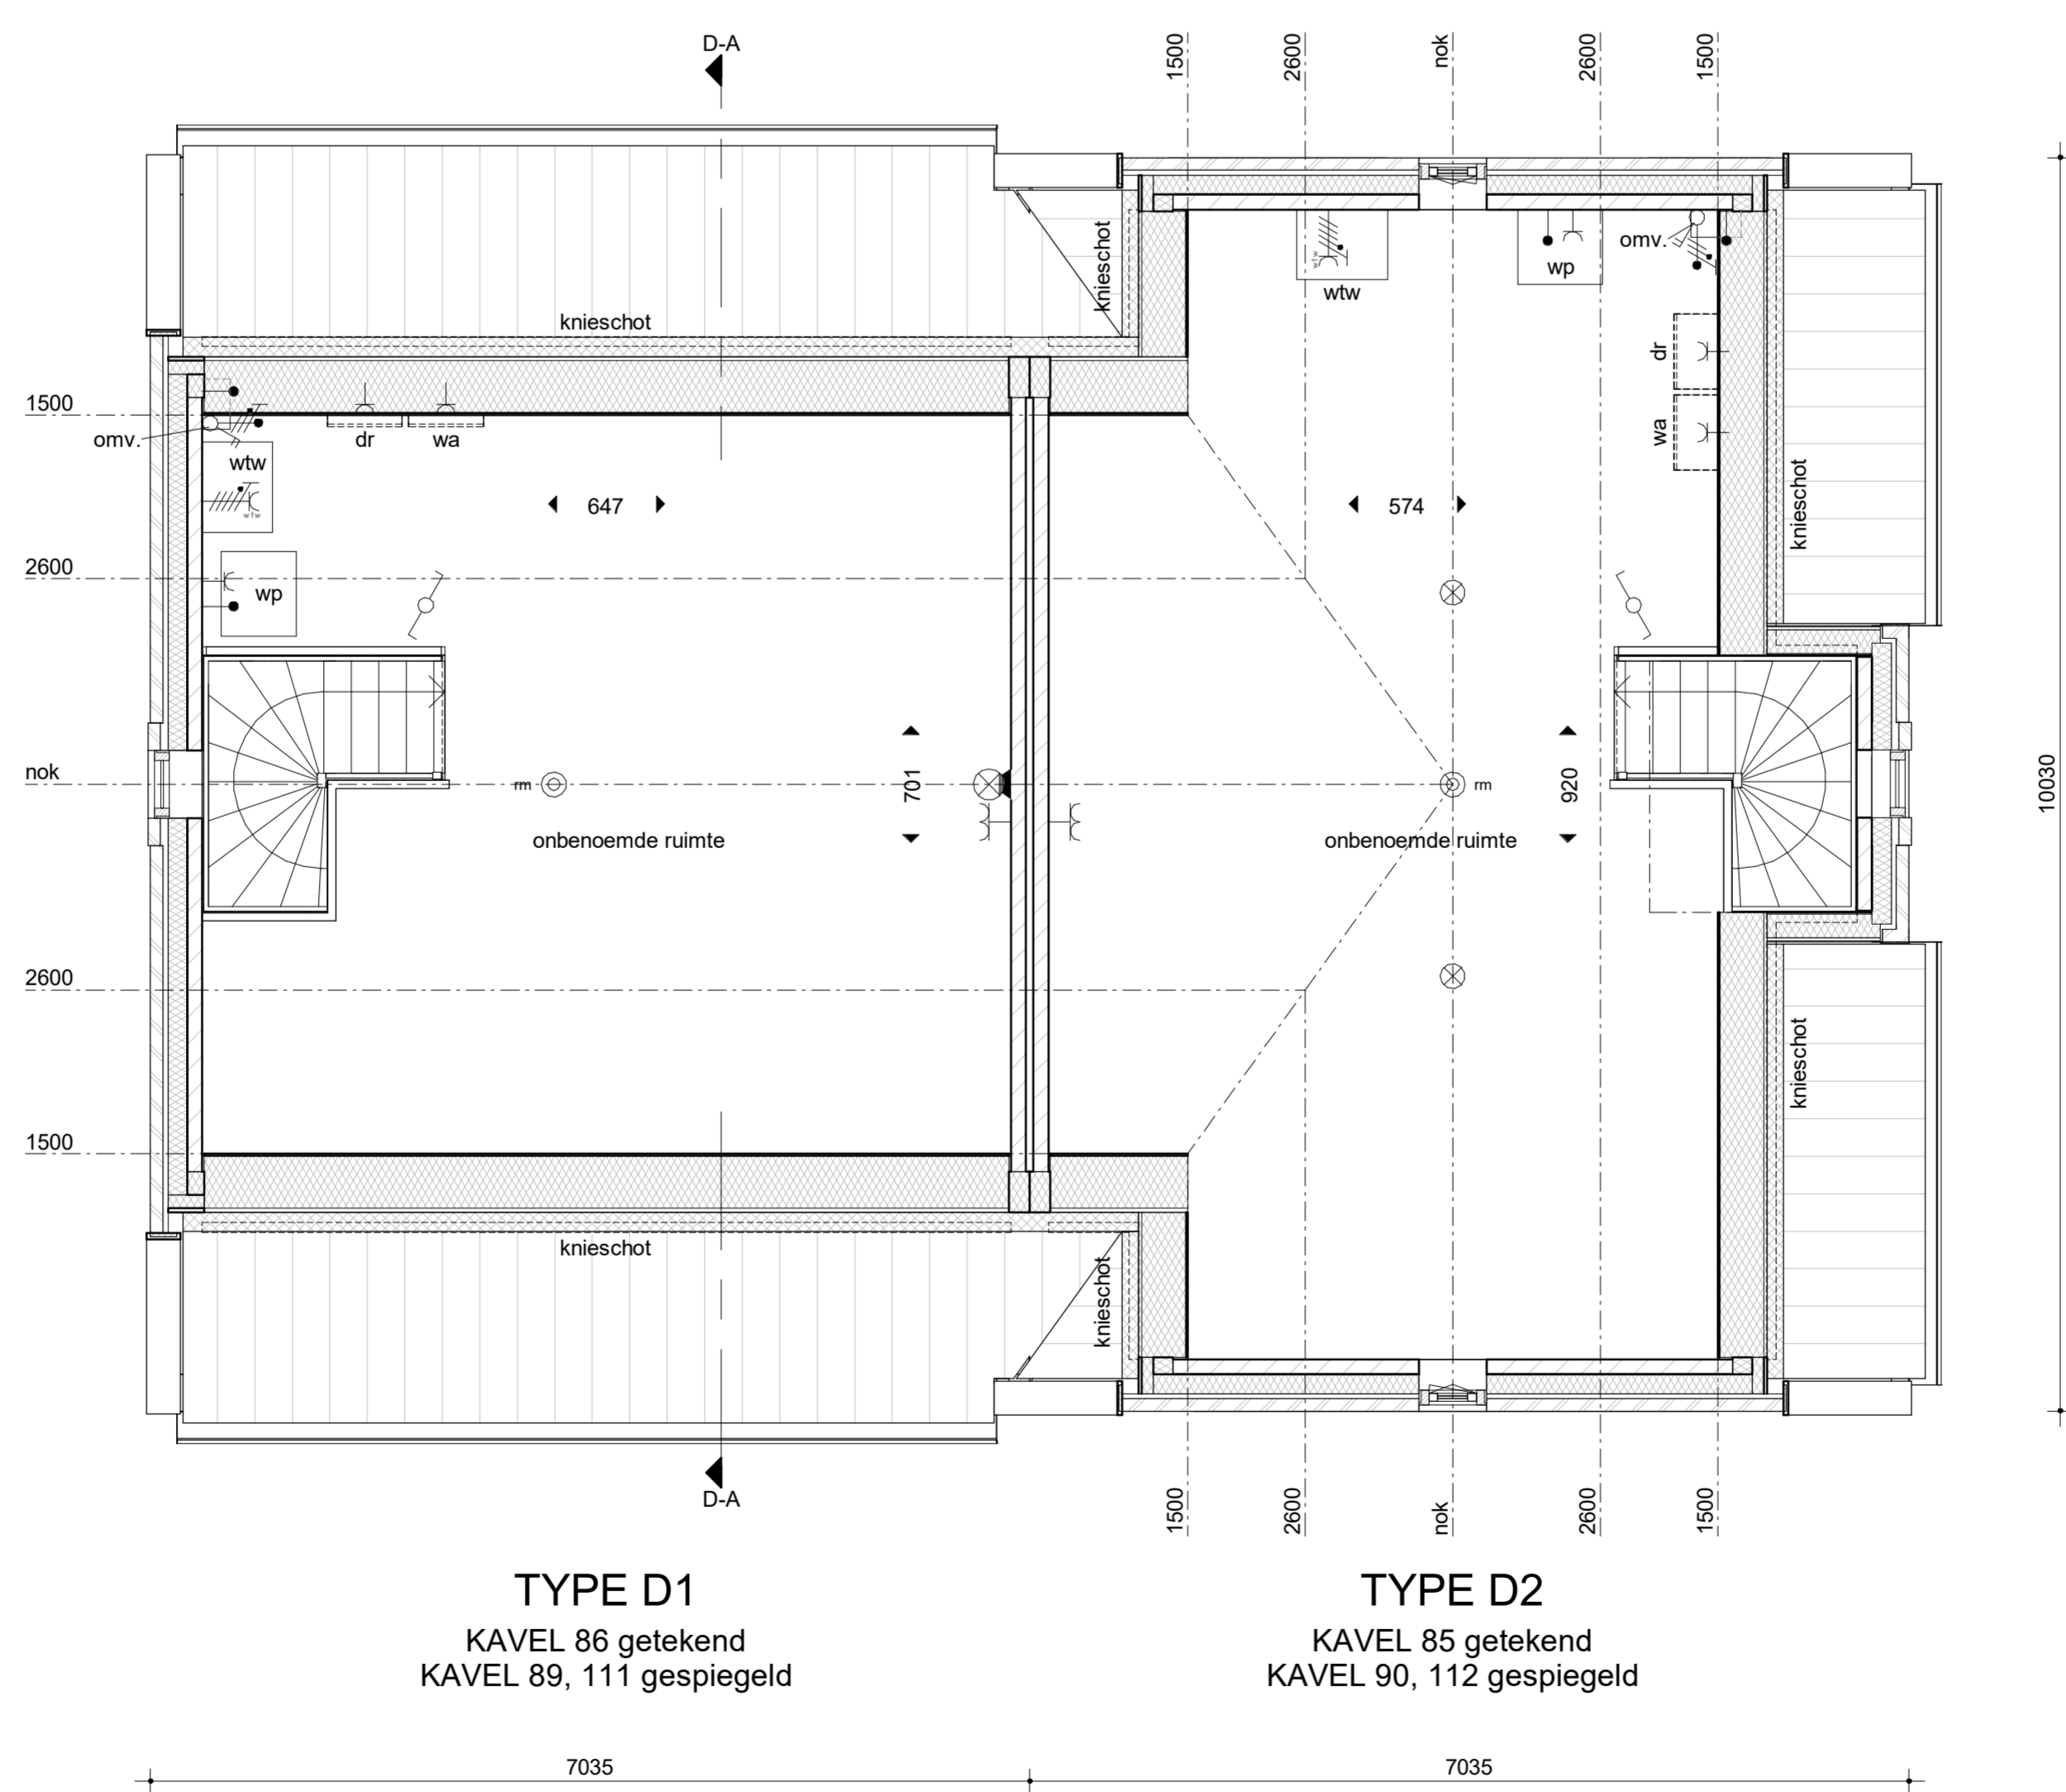 D-A
1500
2600
nok
2600
1500
knieschot
knieschot
wtw
wp
omv.
dr
wa
knieschot
1500
omv.
dr
wa
wtw
wtw
wtw
647
574
2600
wp
nok
rm
701
rm
920
10030
onbenoemde ruimte
onbenoemde ruimte
2600
1500
knieschot
knieschot
knieschot
D-A
1500
2600
nok
2600
1500
TYPE D1
KAVEL 86 getekend
KAVEL 89, 111 gespiegeld
TYPE D2
KAVEL 85 getekend
KAVEL 90, 112 gespiegeld
7035
7035